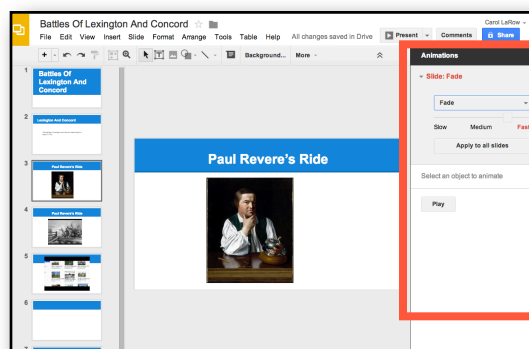 Battles Of Lexington And Concord
Carol LaRow
File Edit View Insert Slide Format Arrange Tools Table Help All changes saved in Drive
Present
Comments
Share
Background...
More
Animations
Slide: Fade
Fade
Slow Medium Fast
Apply to all slides
Select an object to animate
Play
1
Battles Of
Lexington And
Concord
2
Lexington And Concord
3
Paul Revere's Ride
4
Paul Revere's Ride
5
6
7
Paul Revere's Ride